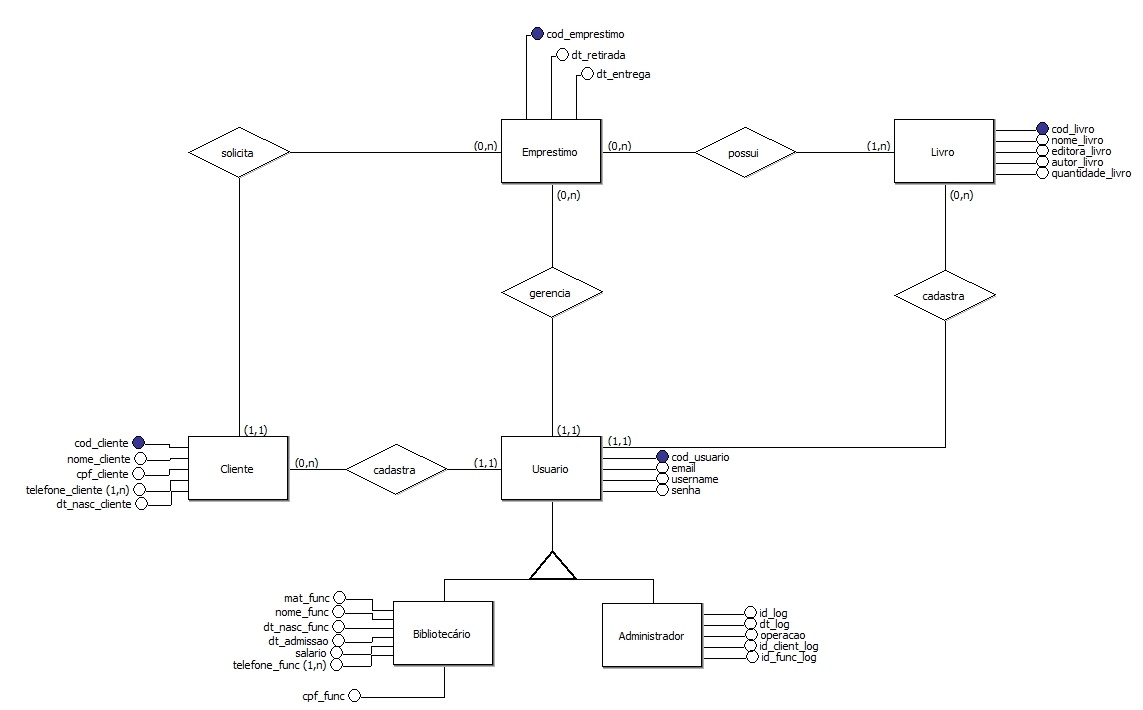 cod_emprestimo
dt_retirada
dt_entrega
solicita
(0,n)
Emprestimo
(0,n)
possui
(1,n)
Livro
cod_livro
nome_livro
editora_livro
autor_livro
quantidade_livro
(0,n)
(0,n)
gerencia
cadastra
(1,1)
(1,1)
(1,1)
cod_cliente
nome_cliente
cpf_cliente
telefone_cliente (1,n)
dt_nasc_cliente
Cliente
(0,n)
cadastra
(1,1)
Usuario
cod_usuario
email
username
senha
mat_func
nome_func
dt_nasc_func
dt_admissao
salario
telefone_func (1,n)
cpf_func
Bibliotecário
Administrador
id_log
dt_log
operacao
id_client_log
id_func_log